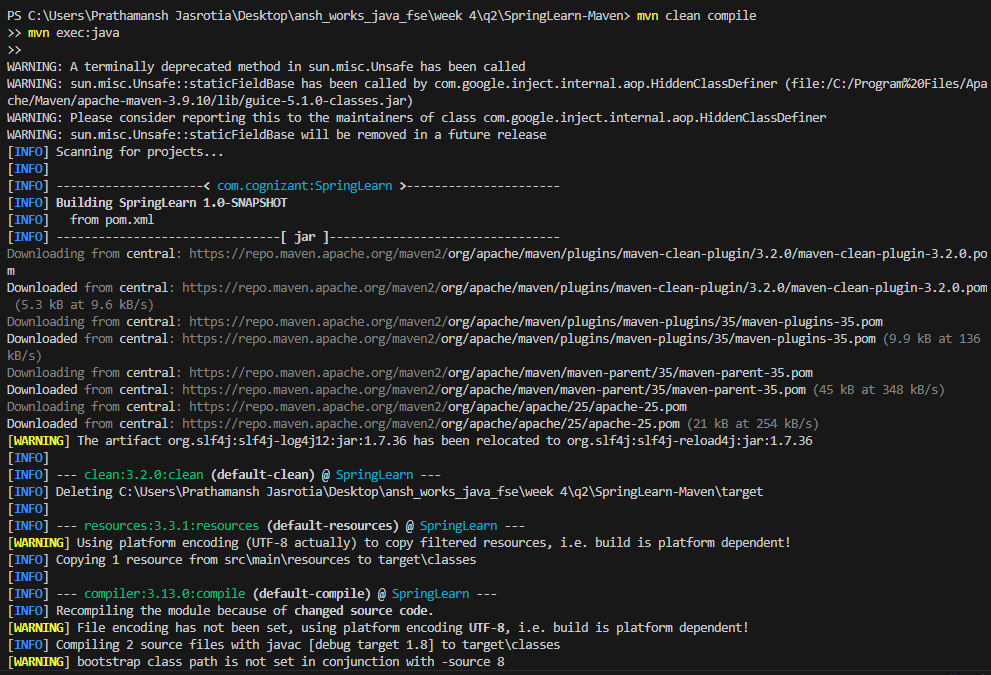 PS C:\Users\Prathamansh Jasrotia\Desktop\ansh_works_java_fse\week 4\q2\SpringLearn-Maven> mvn clean compile
>> mvn exec:java
>>
WARNING: A terminally deprecated method in sun.misc.Unsafe has been called
WARNING: sun.misc.Unsafe::staticFieldBase has been called by com.google.inject.internal.aop.HiddenClassDefiner (file:/C:/Program%20Files/Apa
che/Maven/apache-maven-3.9.10/lib/guice-5.1.0-classes.jar)
WARNING: Please consider reporting this to the maintainers of class com.google.inject.internal.aop.HiddenClassDefiner
WARNING: sun.misc.Unsafe::staticFieldBase will be removed in a future release
[INFO] Scanning for projects...
[INFO]
[INFO] ---------------------< com.cognizant:SpringLearn >----------------------
[INFO] Building SpringLearn 1.0-SNAPSHOT
[INFO]   from pom.xml
[INFO] --------------------------------[ jar ]---------------------------------
Downloading from central: https://repo.maven.apache.org/maven2/org/apache/maven/plugins/maven-clean-plugin/3.2.0/maven-clean-plugin-3.2.0.po
m
Downloaded from central: https://repo.maven.apache.org/maven2/org/apache/maven/plugins/maven-clean-plugin/3.2.0/maven-clean-plugin-3.2.0.pom
 (5.3 kB at 9.6 kB/s)
Downloading from central: https://repo.maven.apache.org/maven2/org/apache/maven/plugins/maven-plugins/35/maven-plugins-35.pom
Downloaded from central: https://repo.maven.apache.org/maven2/org/apache/maven/plugins/maven-plugins/35/maven-plugins-35.pom (9.9 kB at 136
kB/s)
Downloading from central: https://repo.maven.apache.org/maven2/org/apache/maven/maven-parent/35/maven-parent-35.pom
Downloaded from central: https://repo.maven.apache.org/maven2/org/apache/maven/maven-parent/35/maven-parent-35.pom (45 kB at 348 kB/s)
Downloading from central: https://repo.maven.apache.org/maven2/org/apache/apache/25/apache-25.pom
Downloaded from central: https://repo.maven.apache.org/maven2/org/apache/apache/25/apache-25.pom (21 kB at 254 kB/s)
[WARNING] The artifact org.slf4j:slf4j-log4j12:jar:1.7.36 has been relocated to org.slf4j:slf4j-reload4j:jar:1.7.36
[INFO]
[INFO] --- clean:3.2.0:clean (default-clean) @ SpringLearn ---
[INFO] Deleting C:\Users\Prathamansh Jasrotia\Desktop\ansh_works_java_fse\week 4\q2\SpringLearn-Maven\target
[INFO]
[INFO] --- resources:3.3.1:resources (default-resources) @ SpringLearn ---
[WARNING] Using platform encoding (UTF-8 actually) to copy filtered resources, i.e. build is platform dependent!
[INFO] Copying 1 resource from src\main\resources to target\classes
[INFO]
[INFO] --- compiler:3.13.0:compile (default-compile) @ SpringLearn ---
[INFO] Recompiling the module because of changed source code.
[WARNING] File encoding has not been set, using platform encoding UTF-8, i.e. build is platform dependent!
[INFO] Compiling 2 source files with javac [debug target 1.8] to target\classes
[WARNING] bootstrap class path is not set in conjunction with -source 8